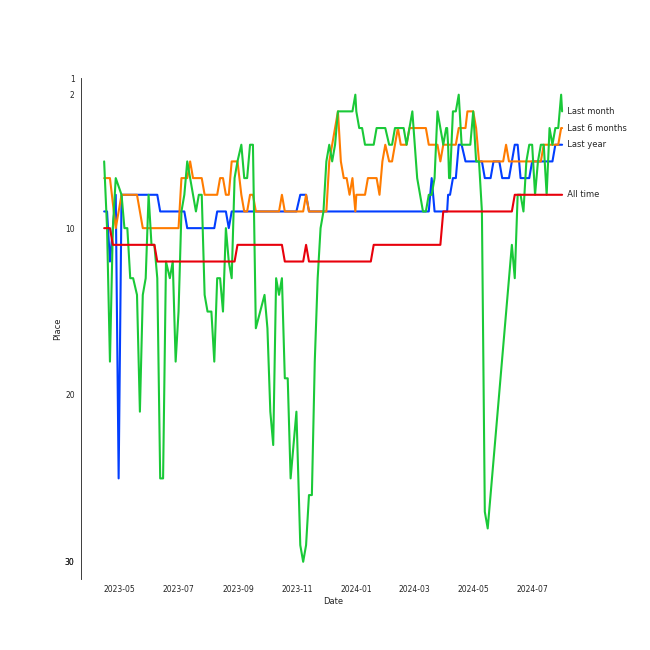 1
2
10
20
30
Place
2023-05 2023-07 2023-09 2023-11 2024-01 2024-03 2024-05 2024-07
Date
Last month
Last 6 months
Last year
All time